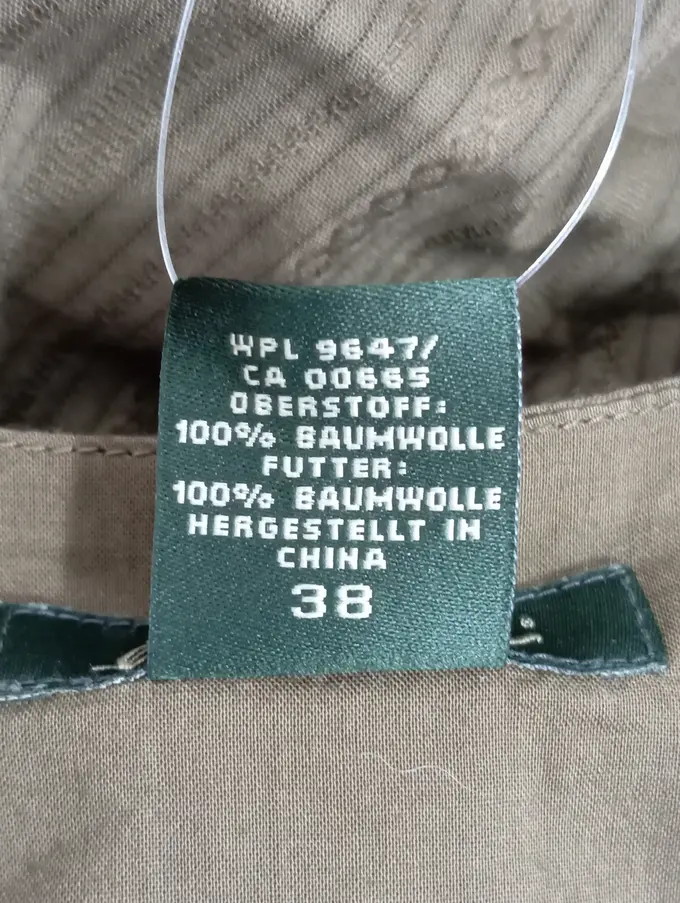 WPL 9647/
CA 00665
OBERSTOFF:
100% BAUMWOLLE
FUTTER:
100% BAUMWOLLE
HERGESTELLT IN
CHINA
38